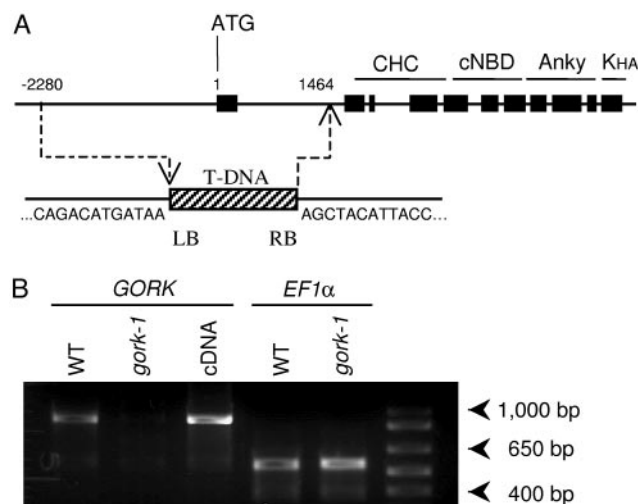 A
ATG
-2280
1
1464
CHC
cNBD
Anky
KHA
T-DNA
...CAGACATGATAA
AGCTACATTACC...
LB
RB
B
GORK
EF1α
WT
gork-1
cDNA
WT
gork-1
1,000 bp
650 bp
400 bp